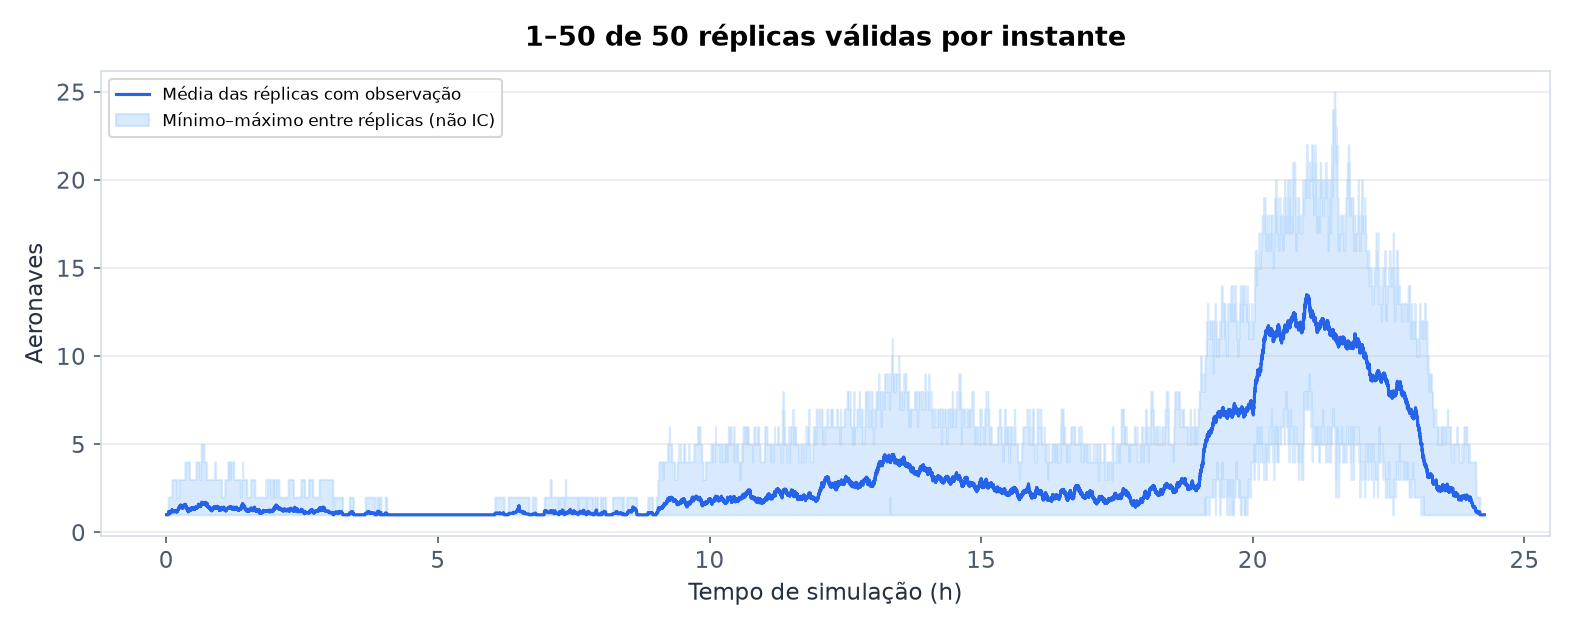 1–50 de 50 réplicas válidas por instante
Média das réplicas com observação
Mínimo–máximo entre réplicas (não IC)
Aeronaves
25
20
15
10
5
0
0 5 10 15 20 25
Tempo de simulação (h)